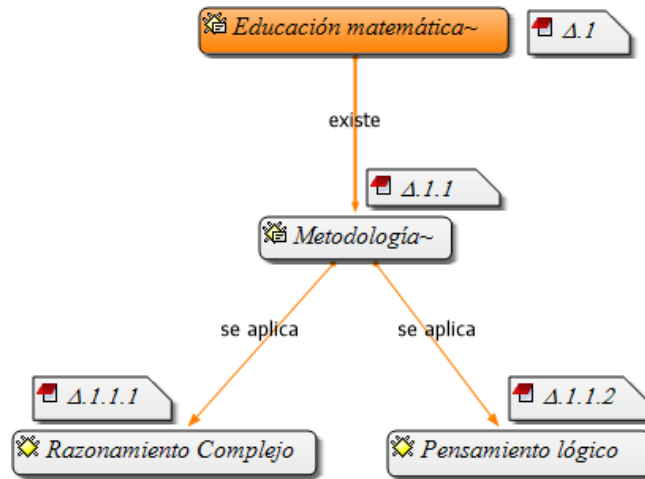 Educación matemática~
Δ.1
existe
Δ.1.1
Metodología~
se aplica
se aplica
Δ.1.1.1
Δ.1.1.2
Razonamiento Complejo
Pensamiento lógico